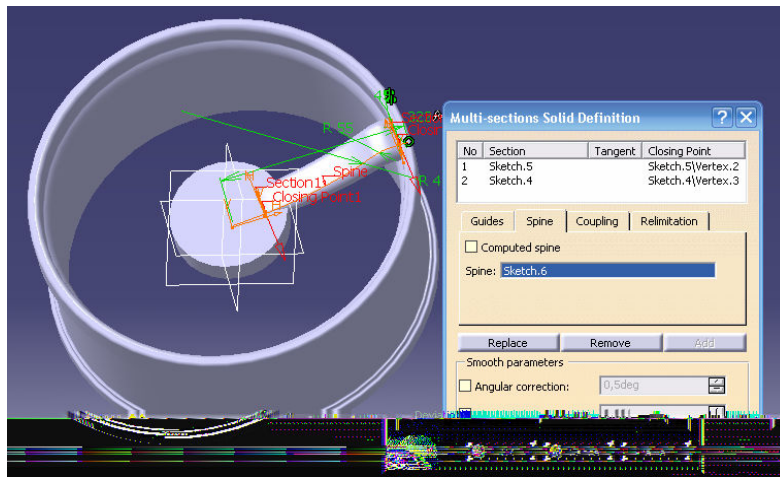 Multi-sections Solid Definition
No Section Tangent Closing Point
1 Sketch.5 Sketch.5\Vertex.2
2 Sketch.4 Sketch.4\Vertex.3
Guides Spine Coupling Relimitation
Computed spine
Spine: Sketch.6
Replace Remove Add
Smooth parameters
Angular correction: 0,5deg
R 55
Spine
R 4
Section1
Closing Point1